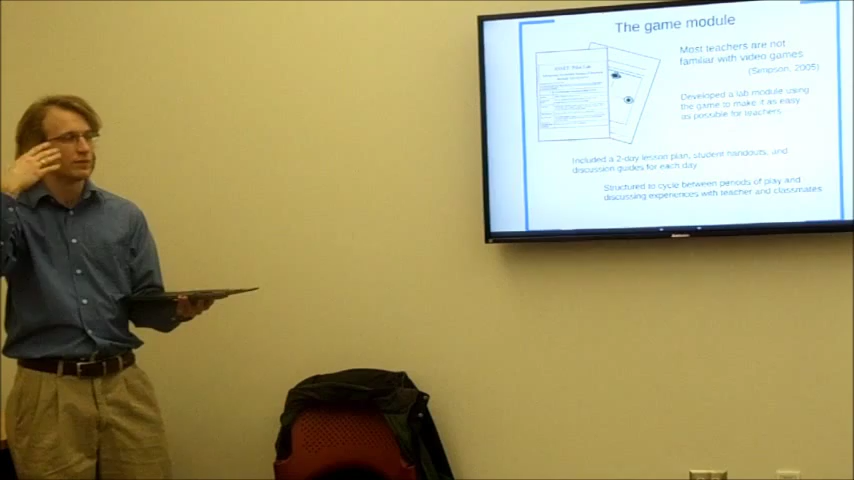 The game module
Most teachers are not
familiar with video games
(Simpson, 2005)
Developed a lab module using
the game to make it as easy
as possible for teachers
Included a 2-day lesson plan, student handouts, and
discussion guides for each day
Structured to cycle between periods of play and
discussing experiences with teacher and classmates